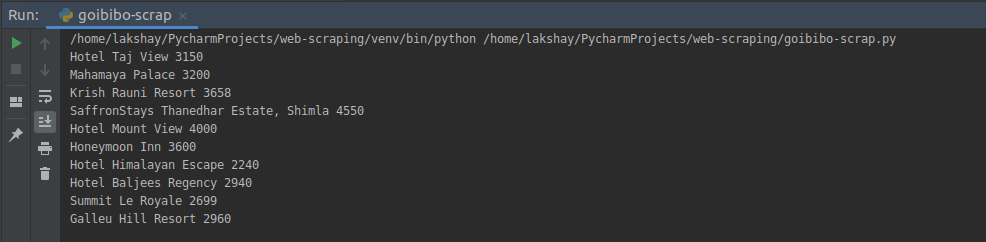 Run: goibibo-scrap ×
/home/lakshay/PycharmProjects/web-scraping/venv/bin/python /home/lakshay/PycharmProjects/web-scraping/goibibo-scrap.py
Hotel Taj View 3150
Mahamaya Palace 3200
Krish Rauni Resort 3658
SaffronStays Thanedhar Estate, Shimla 4550
Hotel Mount View 4000
Honeymoon Inn 3600
Hotel Himalayan Escape 2240
Hotel Baljees Regency 2940
Summit Le Royale 2699
Galleu Hill Resort 2960